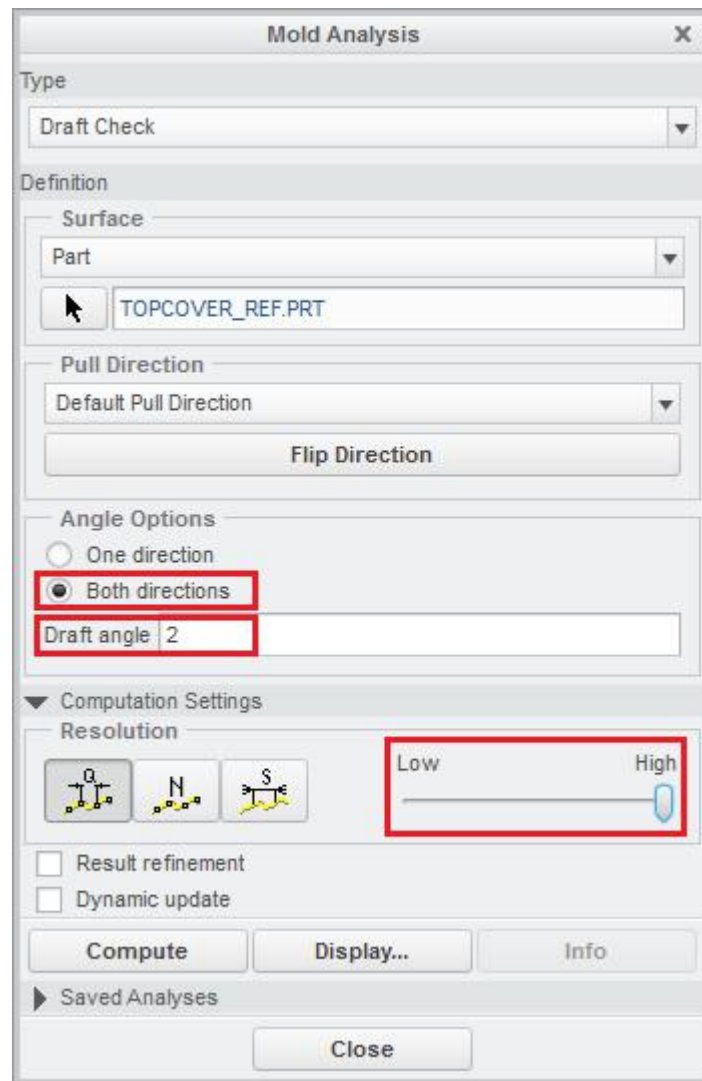 Mold Analysis
Type
Draft Check
Definition
Surface
Part
TOPCOVER_REF.PRT
Pull Direction
Default Pull Direction
Flip Direction
Angle Options
One direction
Both directions
Draft angle 2
Computation Settings
Resolution
Low High
Q N S
Result refinement
Dynamic update
Compute Display... Info
Saved Analyses
Close